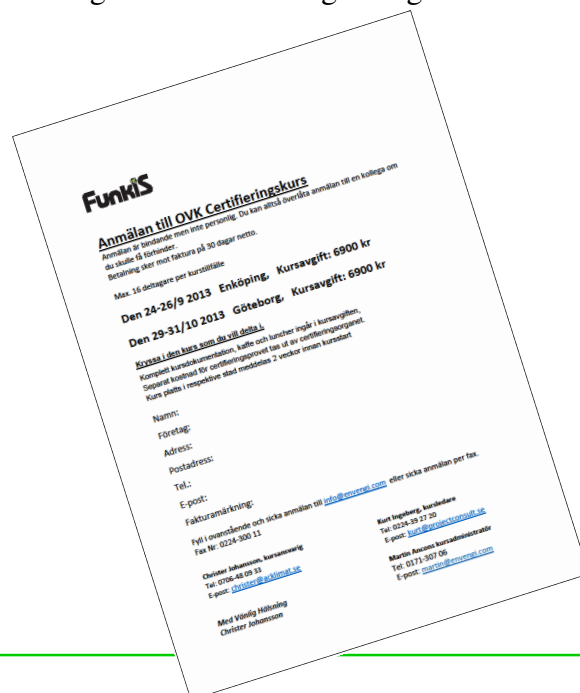 FunkiS
Anmälan till OVK Certifieringskurs
Anmälan är bindande men inte personlig. Du kan alltså överlåta anmälan till en kollega om
du skulle få förhinder.
Betalning sker mot faktura på 30 dagar netto.
Max. 16 deltagare per kurstillfälle
Den 24-26/9 2013 Enköping, Kursavgift: 6900 kr
Den 29-31/10 2013 Göteborg, Kursavgift: 6900 kr
Kryssa i den kurs som du vill delta i.
Komplett kursdokumentation, kaffe och luncher ingår i kursavgiften,
Separat kostnad för certifieringsprovet tas ut av certifieringsorganet.
Kurs platts i respektive stad meddelas 2 veckor innan kursstart
Namn:
Företag:
Adress:
Postadress:
Tel.:
E-post:
Fakturamärkning:
Fyll i ovanstående och sicka anmälan till info@envengi.com eller sicka anmälan per fax.
Fax Nr: 0224-300 11
Christer Johansson, kursansvarig
Tel: 0706-48 09 33
E-post: christer@acklimat.se
Kurt Ingeberg, kursledare
Tel: 0224-39 27 20
E-post: kurt@projectconsult.se
Martin Ancons kursadministratör
Tel: 0171-307 06
E-post: martin@envengi.com
Med Vänlig Hälsning
Christer Johansson